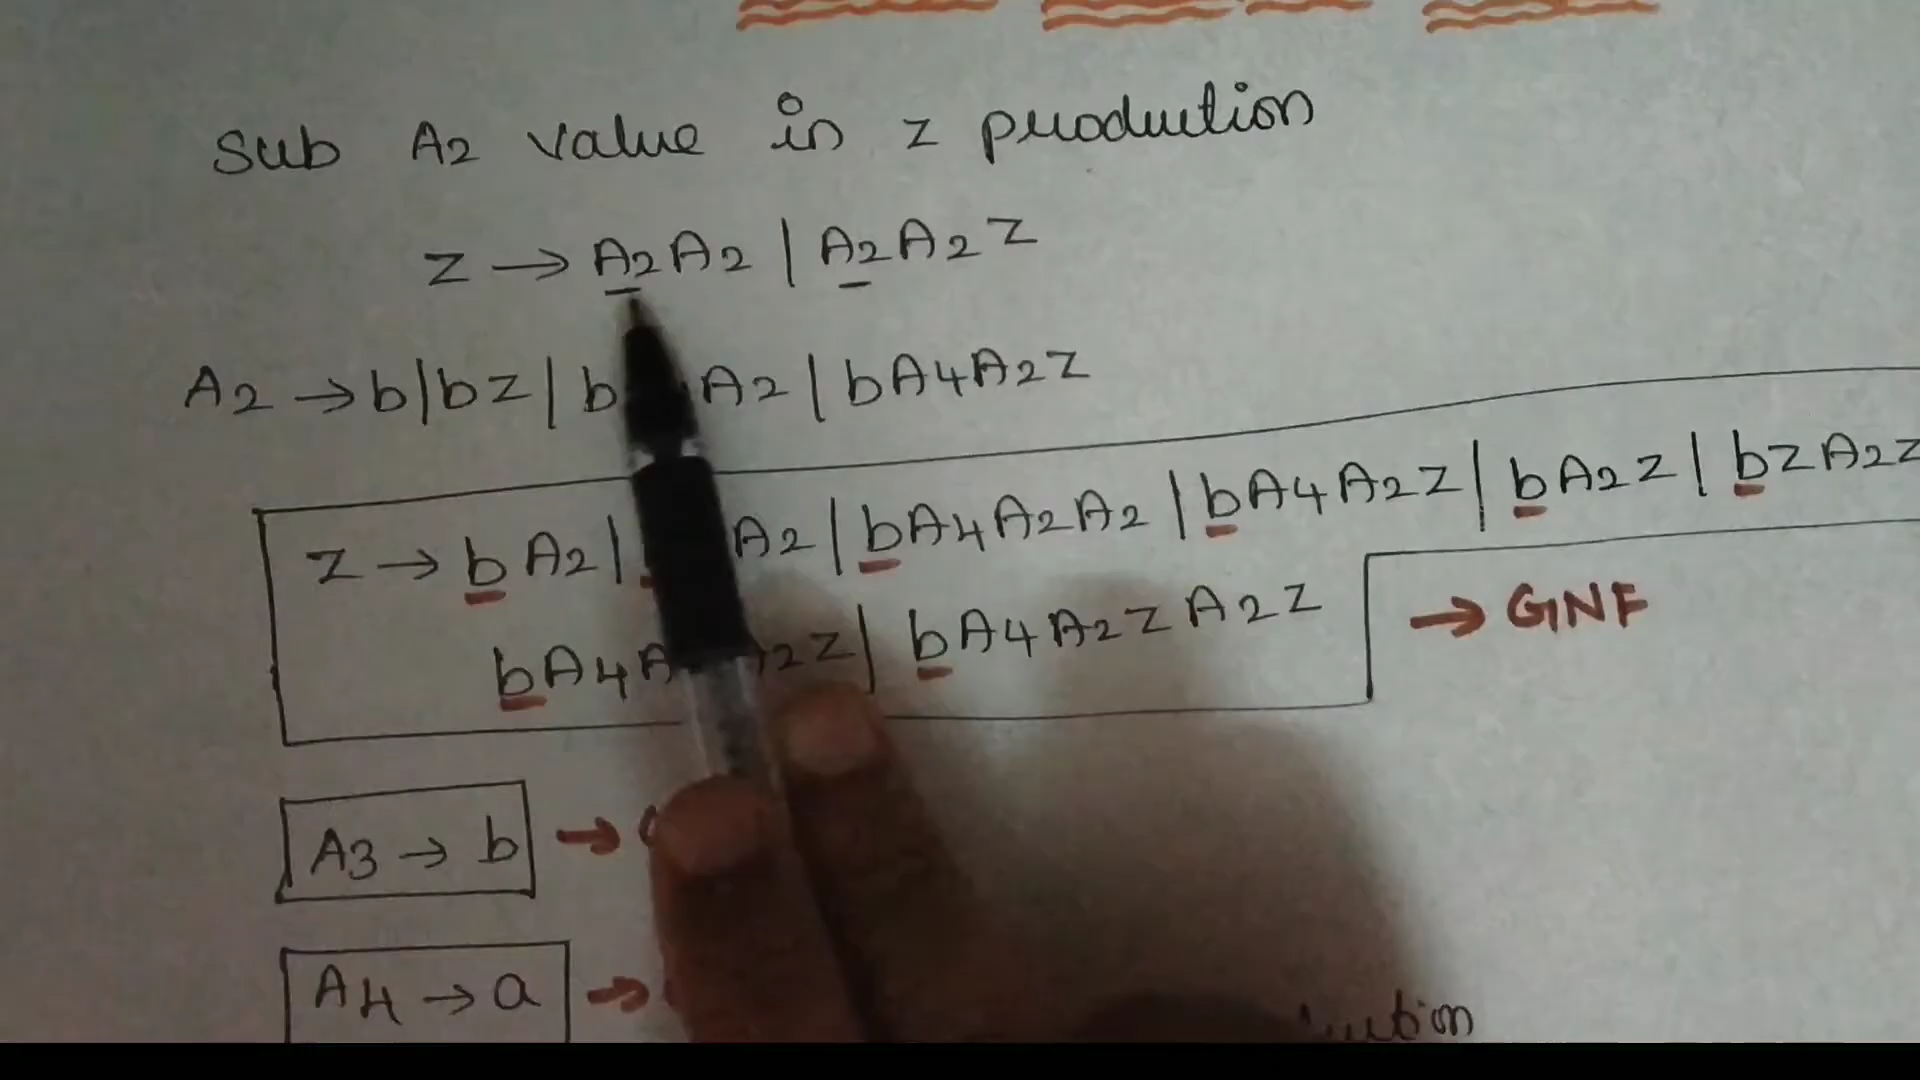 Sub A2 value in z production
z → A2A2 | A2A2z
A2 → b|bz| b A2 | bA4A2z
z → bA2 | A2 | bA4A2A2 | bA4A2z | bA2z | bzA2z
bA4A 2z | bA4A2zA2z → GNF
A3 → b →
A4 → a →